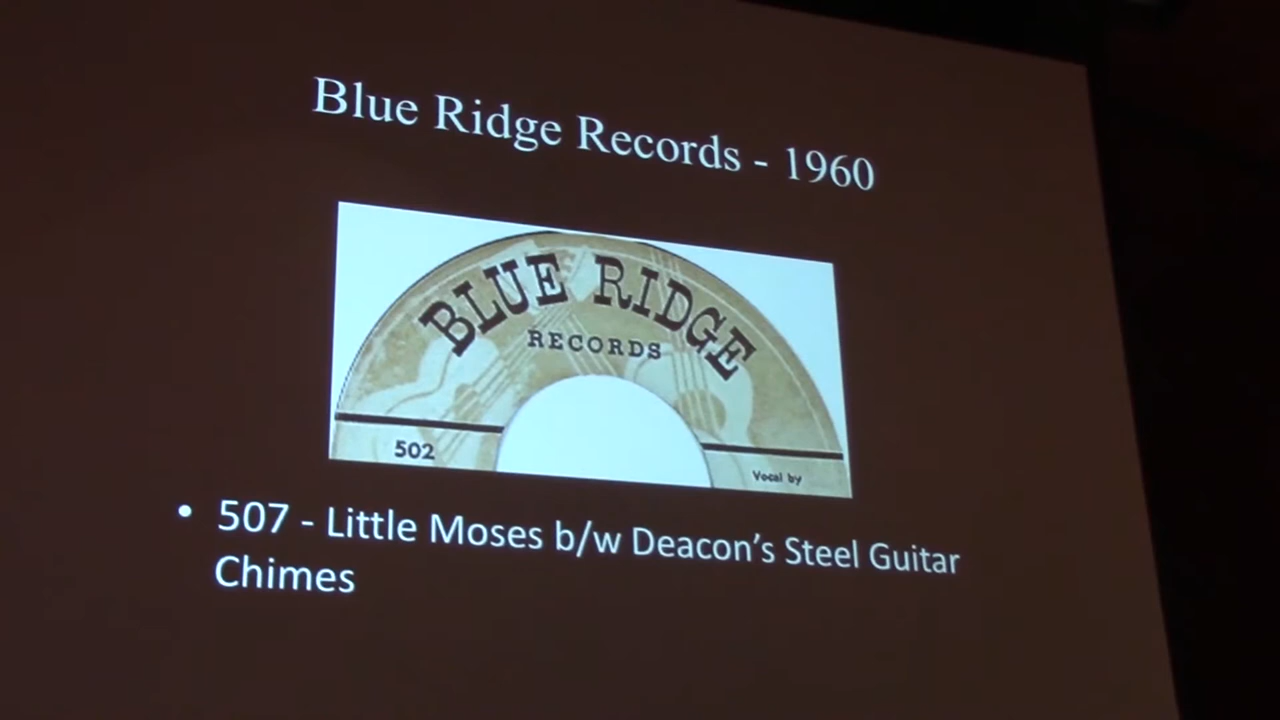 Blue Ridge Records - 1960
BLUE RIDGE
RECORDS
502
Vocal by
• 507 - Little Moses b/w Deacon's Steel Guitar
Chimes